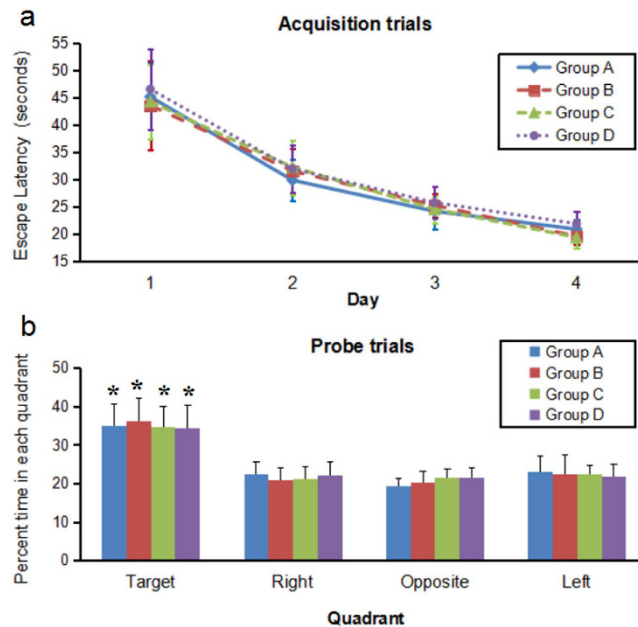 a
Acquisition trials
Escape Latency (seconds)
55
50
45
40
35
30
25
20
15
1 2 3 4
Day
Group A
Group B
Group C
Group D
b
Probe trials
Percent time in each quadrant
50
40
30
20
10
0
* * * *
Target Right Opposite Left
Quadrant
Group A
Group B
Group C
Group D